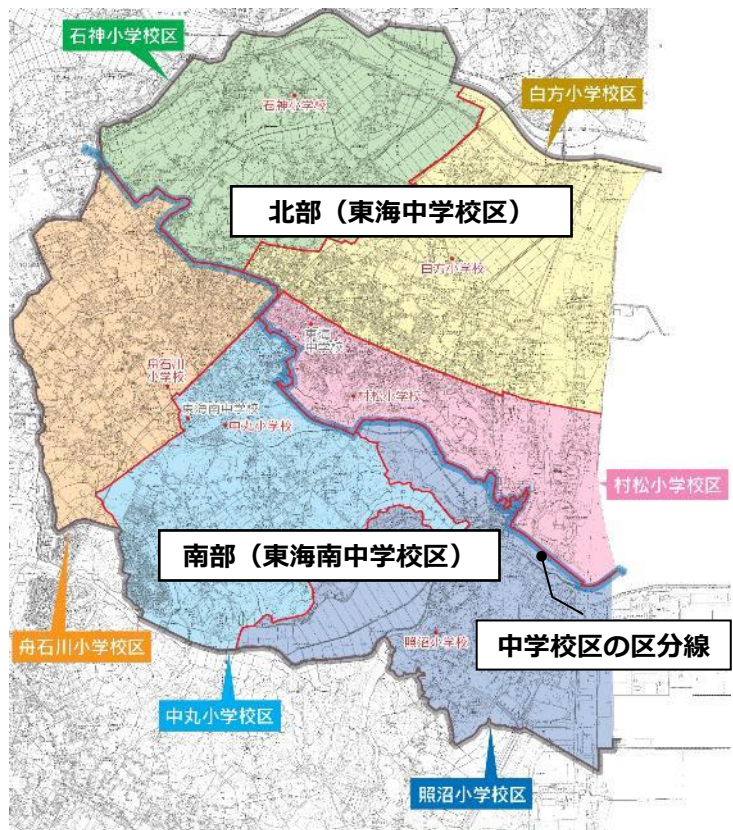 石神小学校区
白方小学校区
石神小学校
北部（東海中学校区）
白方小学校
東海
中学校
舟石川
小学校
村松小学校
東海南中学校
中丸小学校
村松小学校区
南部（東海南中学校区）
照沼小学校
中学校区の区分線
舟石川小学校区
中丸小学校区
照沼小学校区